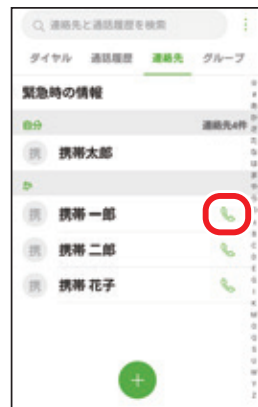 連絡先と通話履歴を検索
ダイヤル 通話履歴 連絡先 グループ
緊急時の情報
自分 連絡先4件
携 携帯太郎
か
携 携帯 一郎
携 携帯 二郎
携 携帯 花子
+